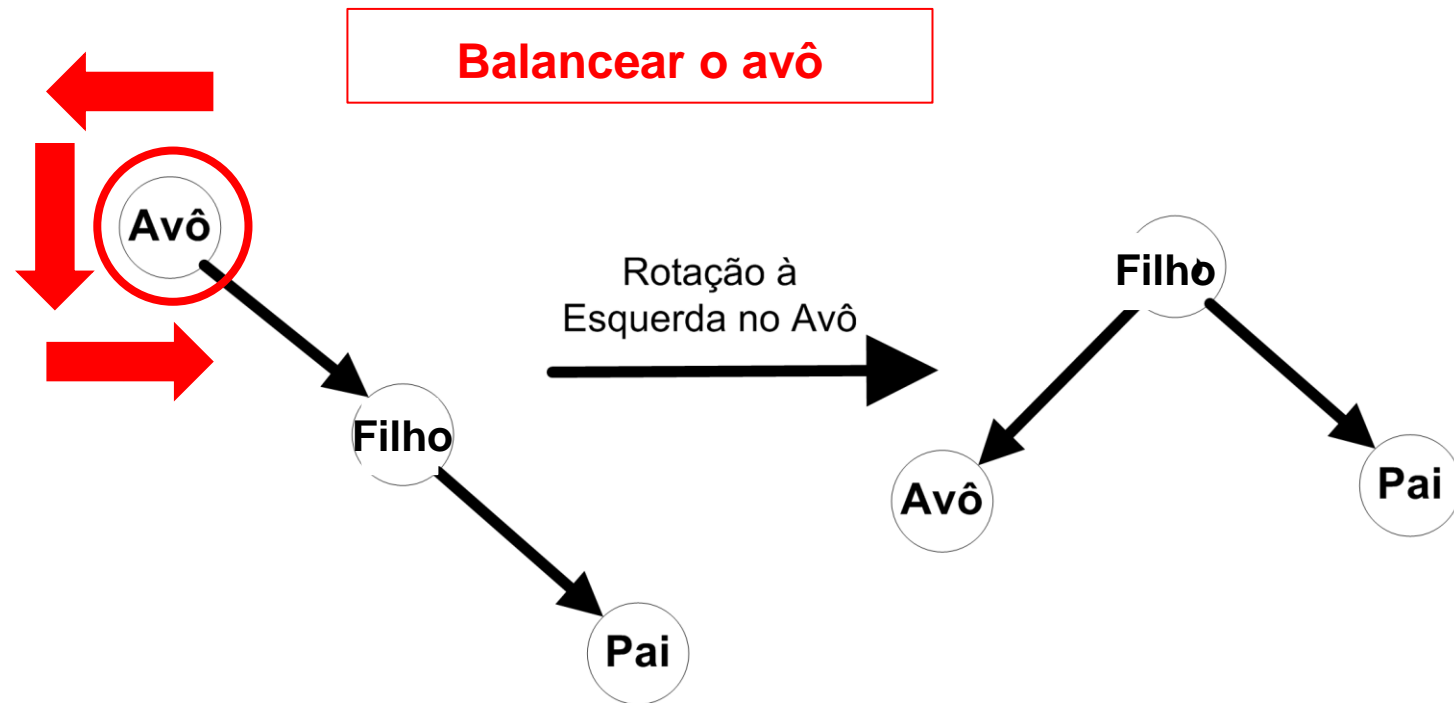 Balancear o avô
Avô
Rotação à
Esquerda no Avô
Filho
Filho
Avô
Pai
Pai